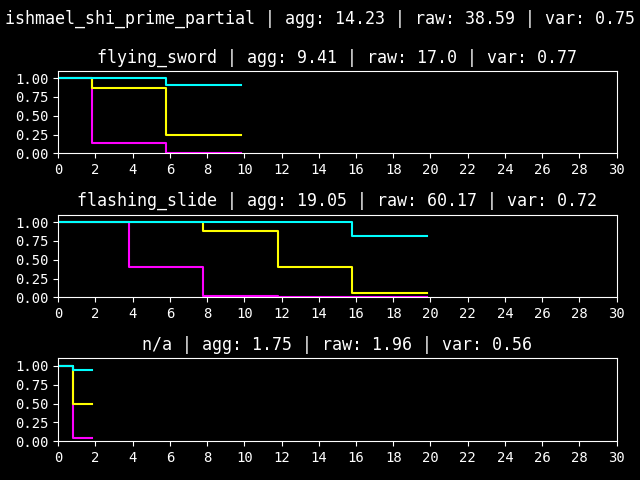 ishmael_shi_prime_partial | agg: 14.23 | raw: 38.59 | var: 0.75
flying_sword | agg: 9.41 | raw: 17.0 | var: 0.77
1.00
0.75
0.50
0.25
0.00
0 2 4 6 8 10 12 14 16 18 20 22 24 26 28 30
flashing_slide | agg: 19.05 | raw: 60.17 | var: 0.72
1.00
0.75
0.50
0.25
0.00
0 2 4 6 8 10 12 14 16 18 20 22 24 26 28 30
n/a | agg: 1.75 | raw: 1.96 | var: 0.56
1.00
0.75
0.50
0.25
0.00
0 2 4 6 8 10 12 14 16 18 20 22 24 26 28 30